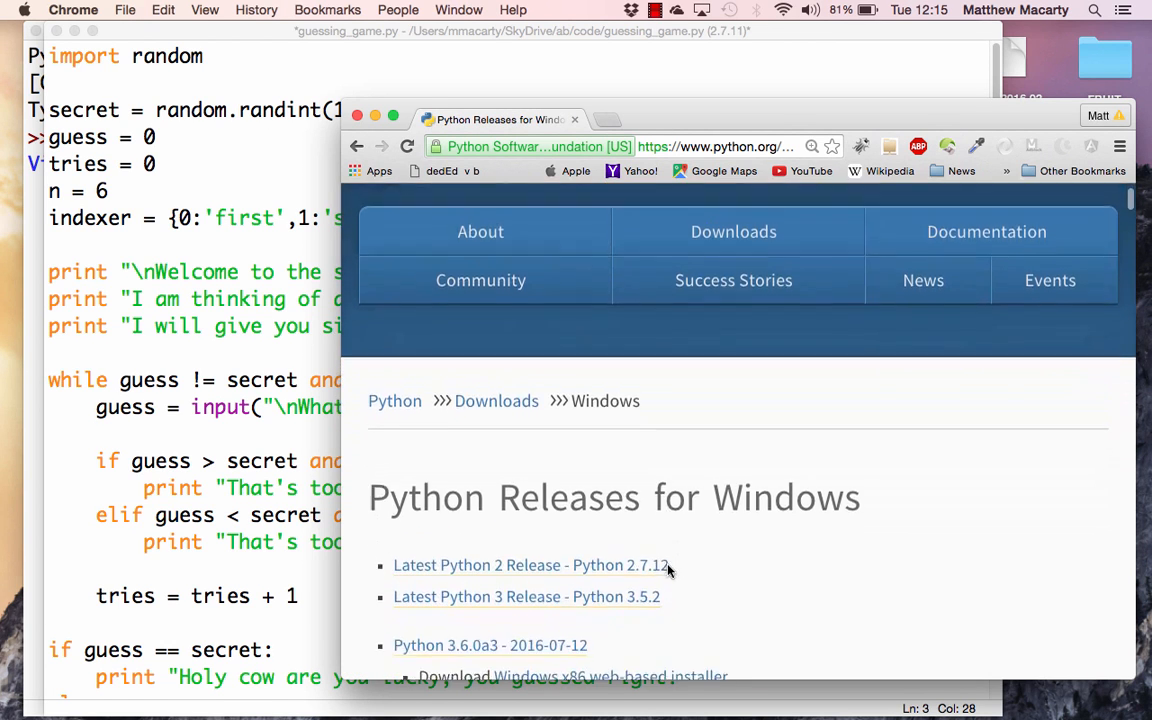 Chrome File Edit View History Bookmarks People Window Help 81% Tue 12:15 Matthew Macarty
*guessing_game.py - /Users/mmacarty/SkyDrive/ab/code/guessing_game.py (2.7.11)*
import random
secret = random.randint(1
guess = 0
tries = 0
n = 6
indexer = {0:'first',1:'s
print "\nWelcome to the s
print "I am thinking of a
print "I will give you si
while guess != secret and
guess = input("\nWhat
if guess > secret and
print "That's too
elif guess < secret a
print "That's too
tries = tries + 1
if guess == secret:
print "Holy cow are you lucky, you guessed right!"
Ln: 3 Col: 28
Python Releases for Windo
Matt
Python Softwar...undation [US] https://www.python.org/...
ABP
Apps dedEd v b Apple Yahoo! Google Maps YouTube Wikipedia News » Other Bookmarks
About Downloads Documentation
Community Success Stories News Events
Python >>> Downloads >>> Windows
Python Releases for Windows
Latest Python 2 Release - Python 2.7.12
Latest Python 3 Release - Python 3.5.2
Python 3.6.0a3 - 2016-07-12
Download Windows x86 web-based installer